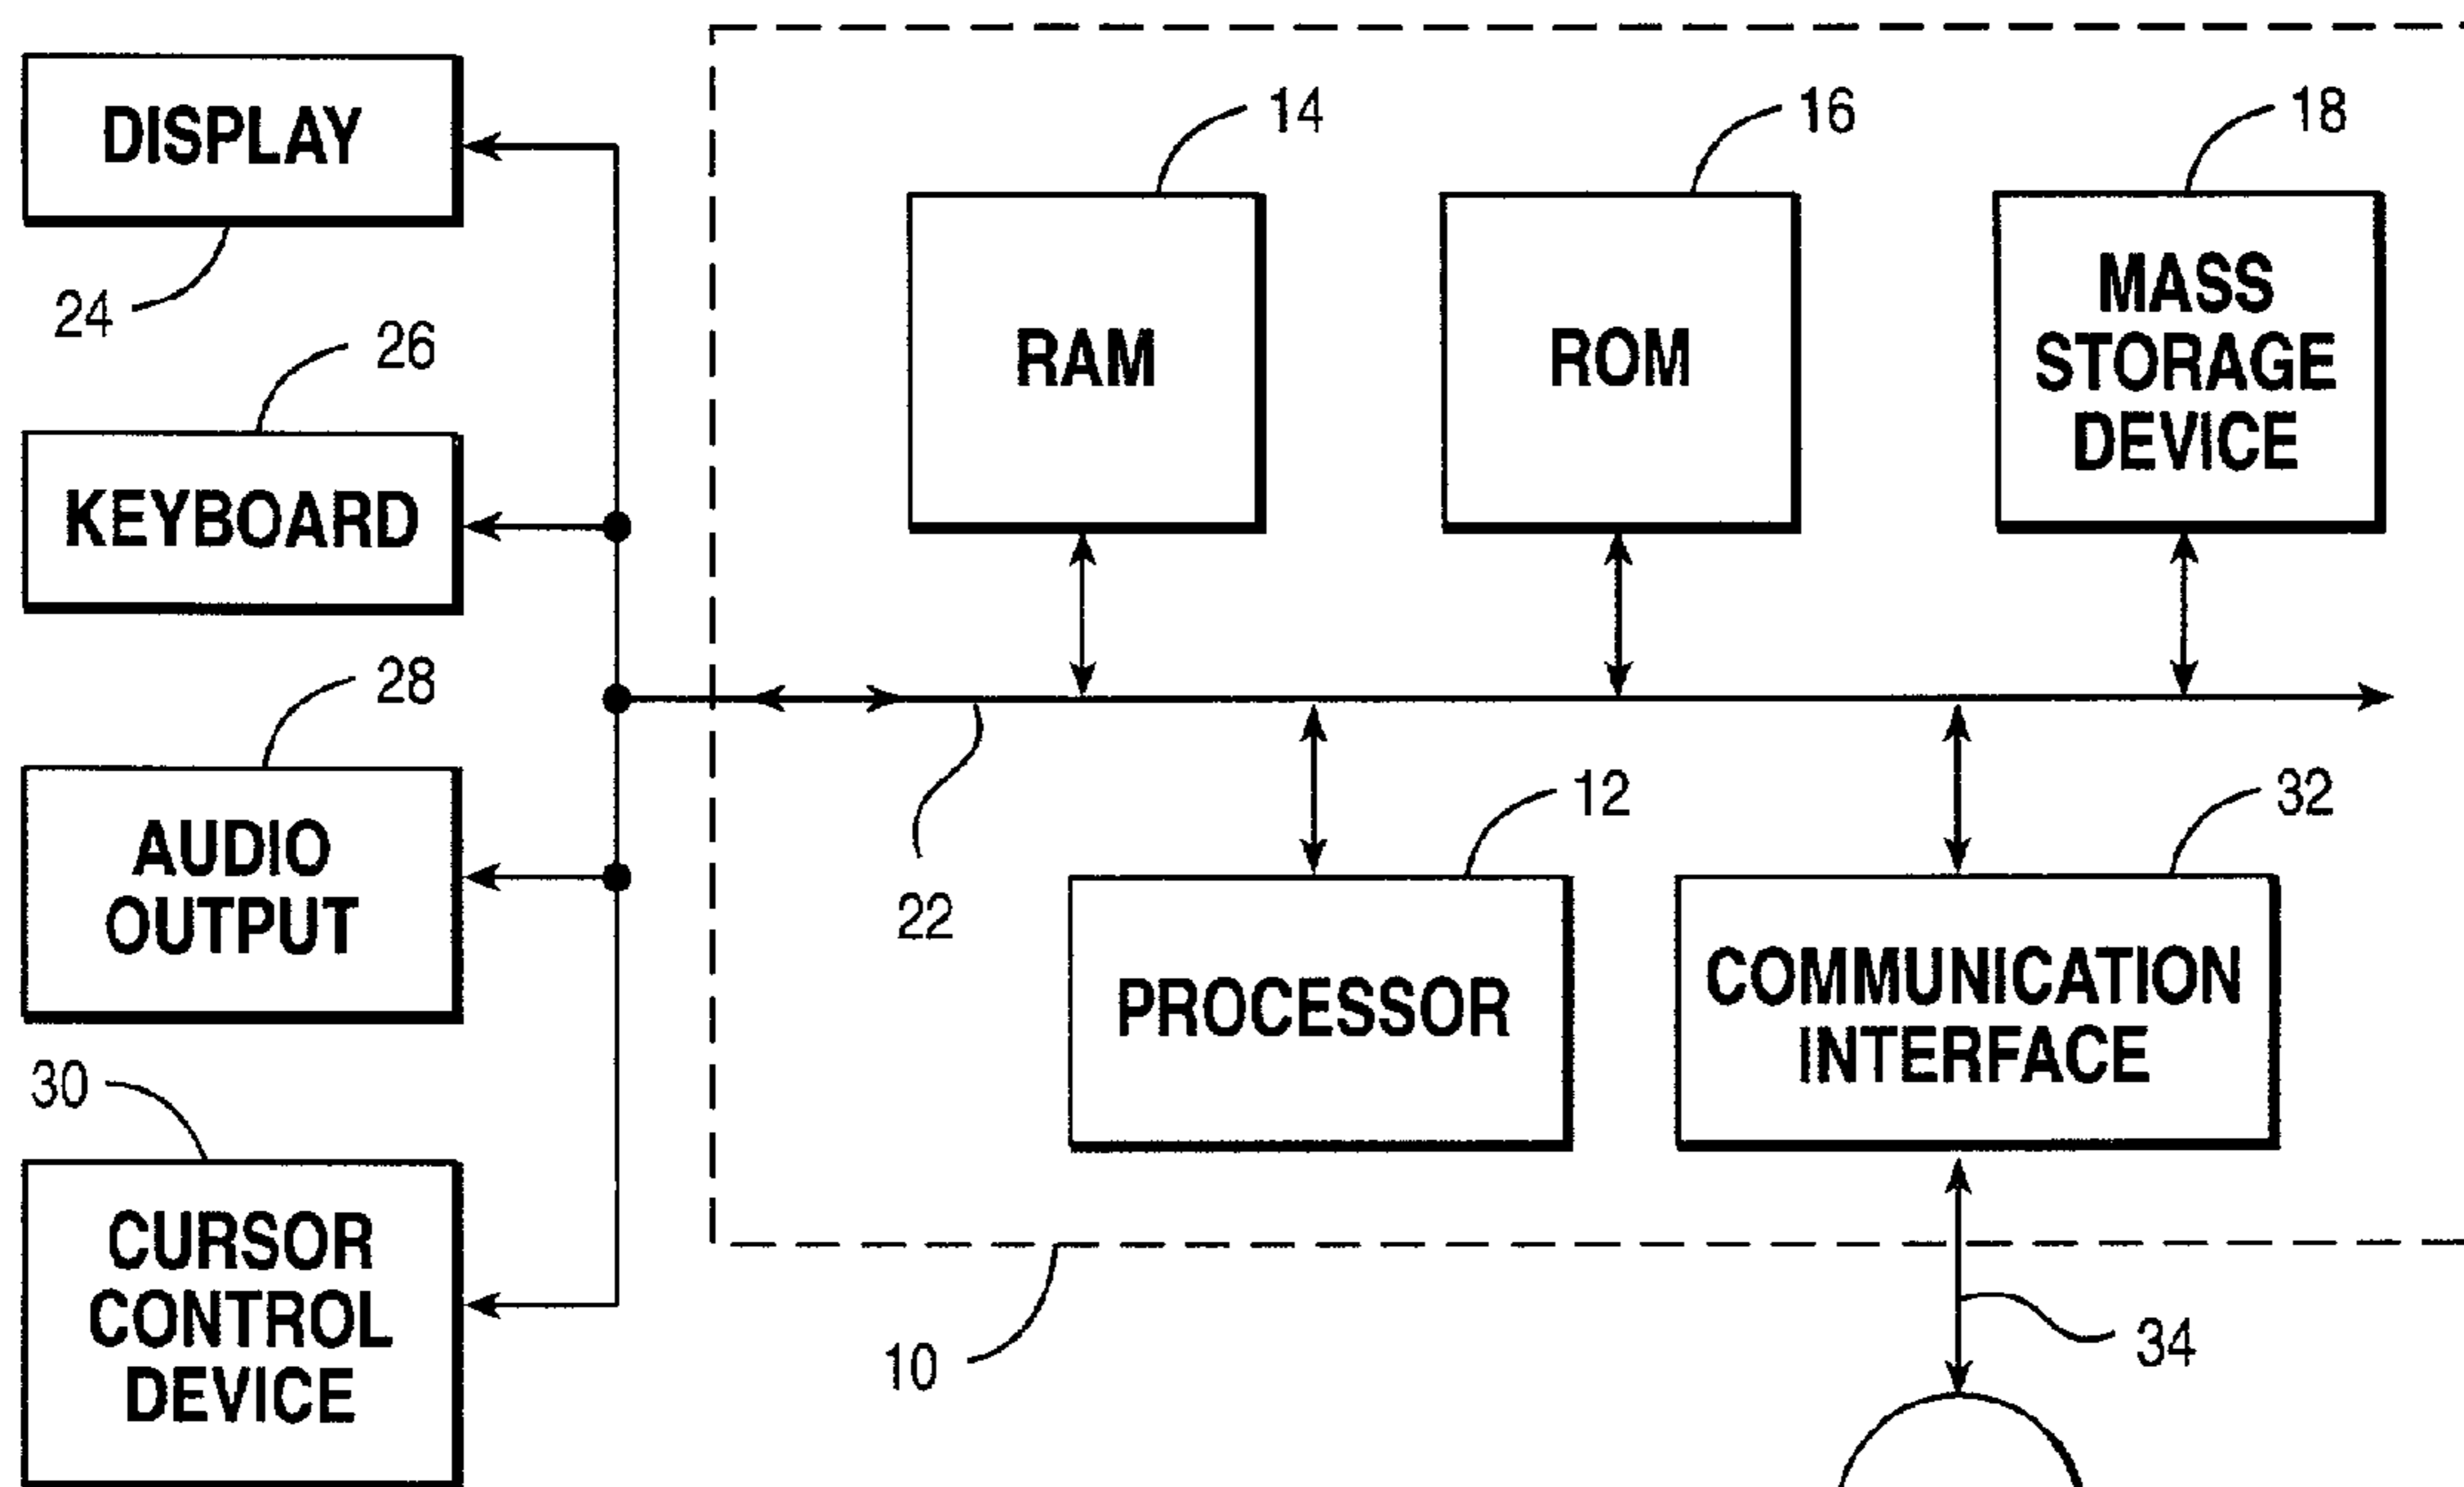 DISPLAY
24
26
KEYBOARD
28
AUDIO
OUTPUT
30
CURSOR
CONTROL
DEVICE
14
RAM
16
ROM
18
MASS
STORAGE
DEVICE
22
12
PROCESSOR
32
COMMUNICATION
INTERFACE
10
34